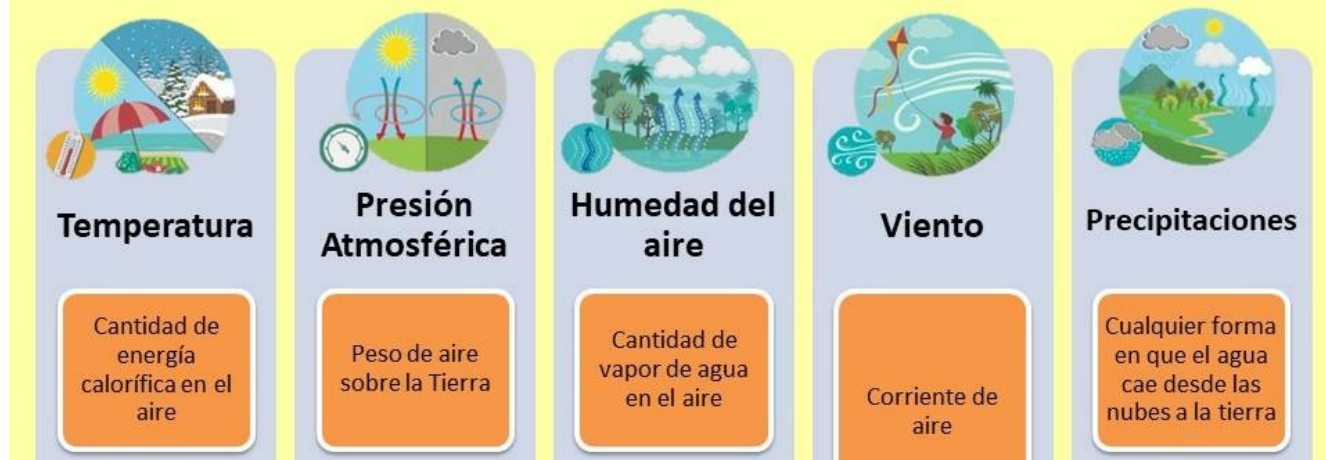 Temperatura
Presión
Atmosférica
Humedad del
aire
Viento
Precipitaciones
Cantidad de
energía
calorífica en el
aire
Peso de aire
sobre la Tierra
Cantidad de
vapor de agua
en el aire
Corriente de
aire
Cualquier forma
en que el agua
cae desde las
nubes a la tierra